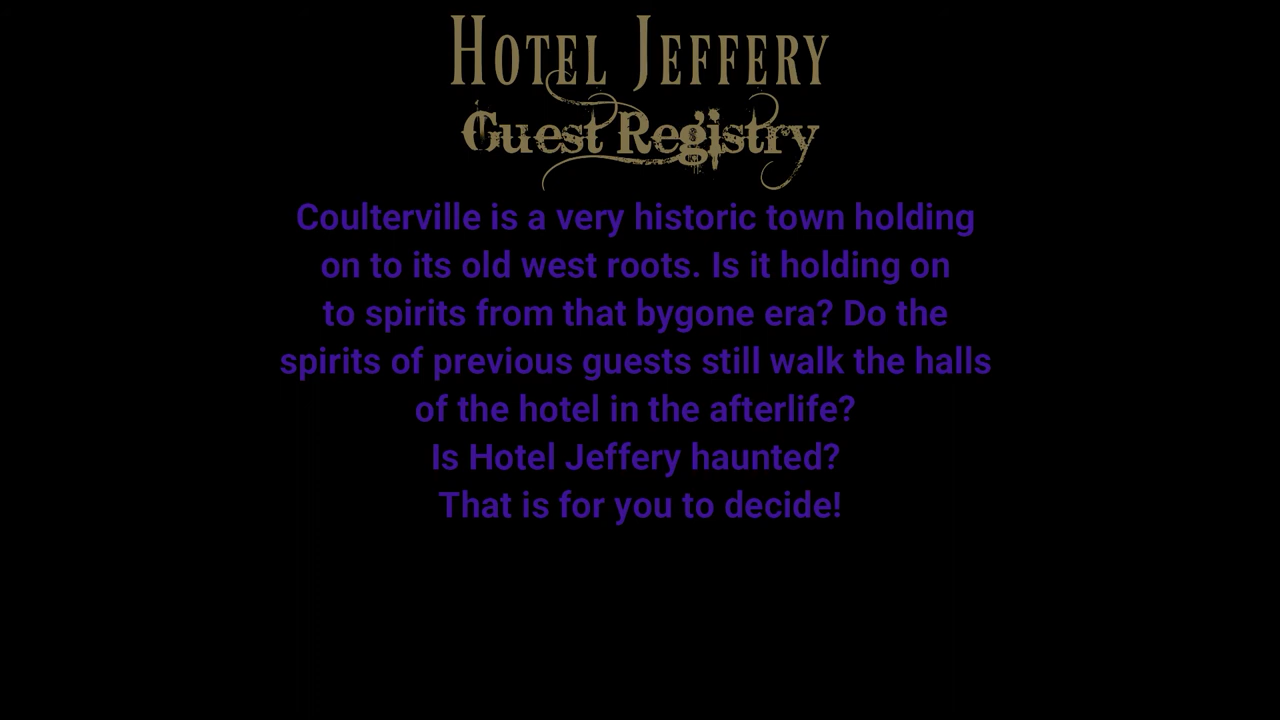 Hotel Jeffery
Guest Registry
Coulterville is a very historic town holding
on to its old west roots. Is it holding on
to spirits from that bygone era? Do the
spirits of previous guests still walk the halls
of the hotel in the afterlife?
Is Hotel Jeffery haunted?
That is for you to decide!